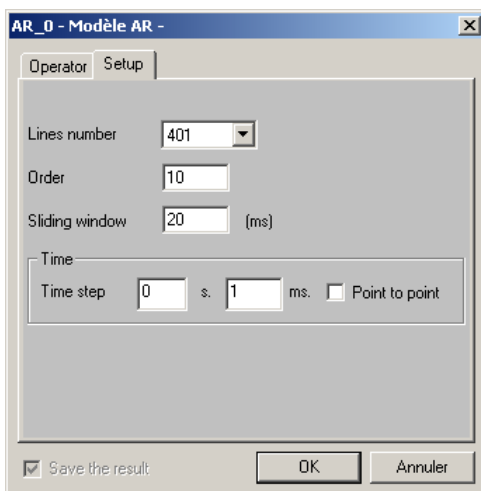 AR_0 - Modèle AR -
Operator Setup
Lines number 401
Order 10
Sliding window 20 (ms)
Time
Time step 0 s. 1 ms. Point to point
Save the result OK Annuler